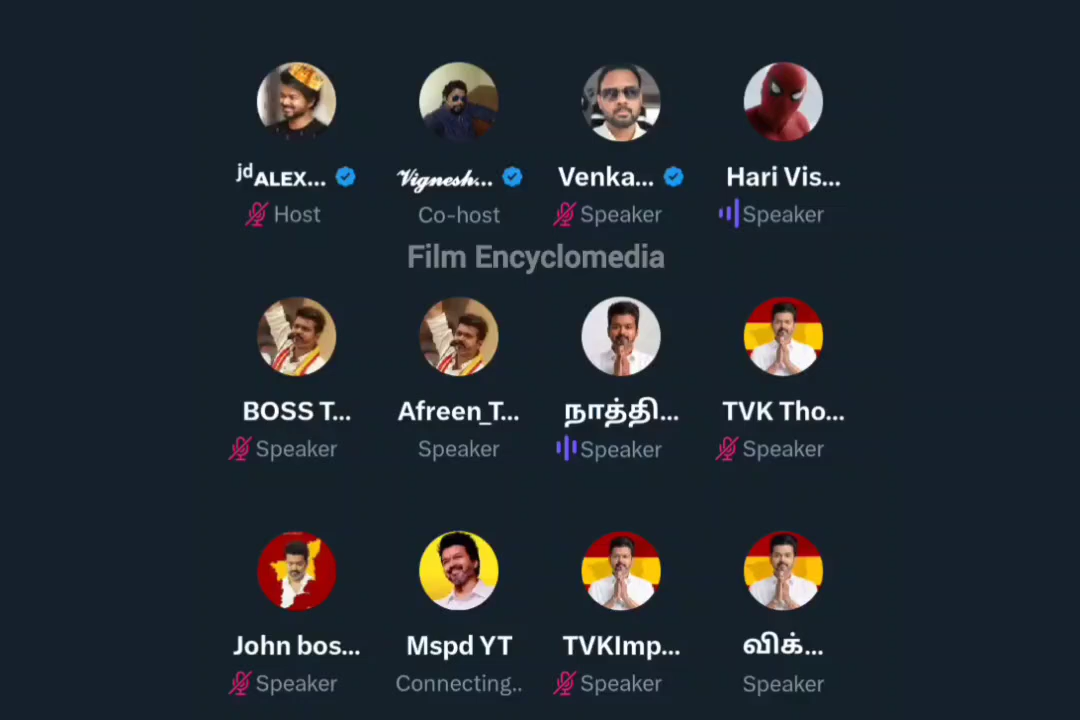 jdALEX... 𝓥𝓲𝓰𝓷𝓮𝓼𝓱... Venka... Hari Vis...
Host Co-host Speaker Speaker
Film Encyclomedia
BOSS T... Afreen_T... நாத்தி... TVK Tho...
Speaker Speaker Speaker Speaker
John bos... Mspd YT TVKImp... விக்...
Speaker Connecting.. Speaker Speaker